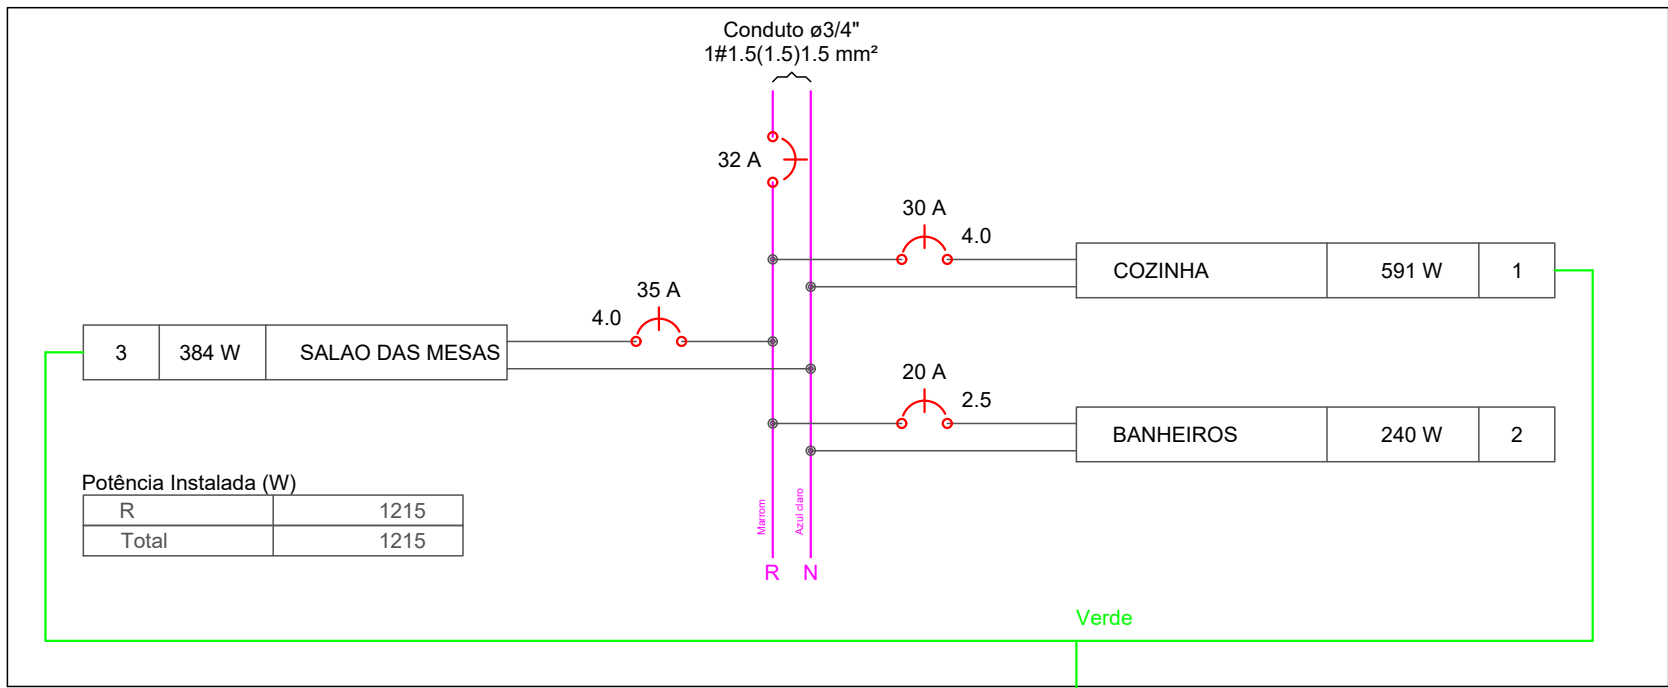 Conduto ø3/4"
1#1.5(1.5)1.5 mm²
32 A
30 A
4.0
COZINHA 591 W 1
35 A
4.0
3 384 W SALAO DAS MESAS
20 A
2.5
BANHEIROS 240 W 2
Potência Instalada (W)
R 1215
Total 1215
Marrom
Azul claro
R N
Verde